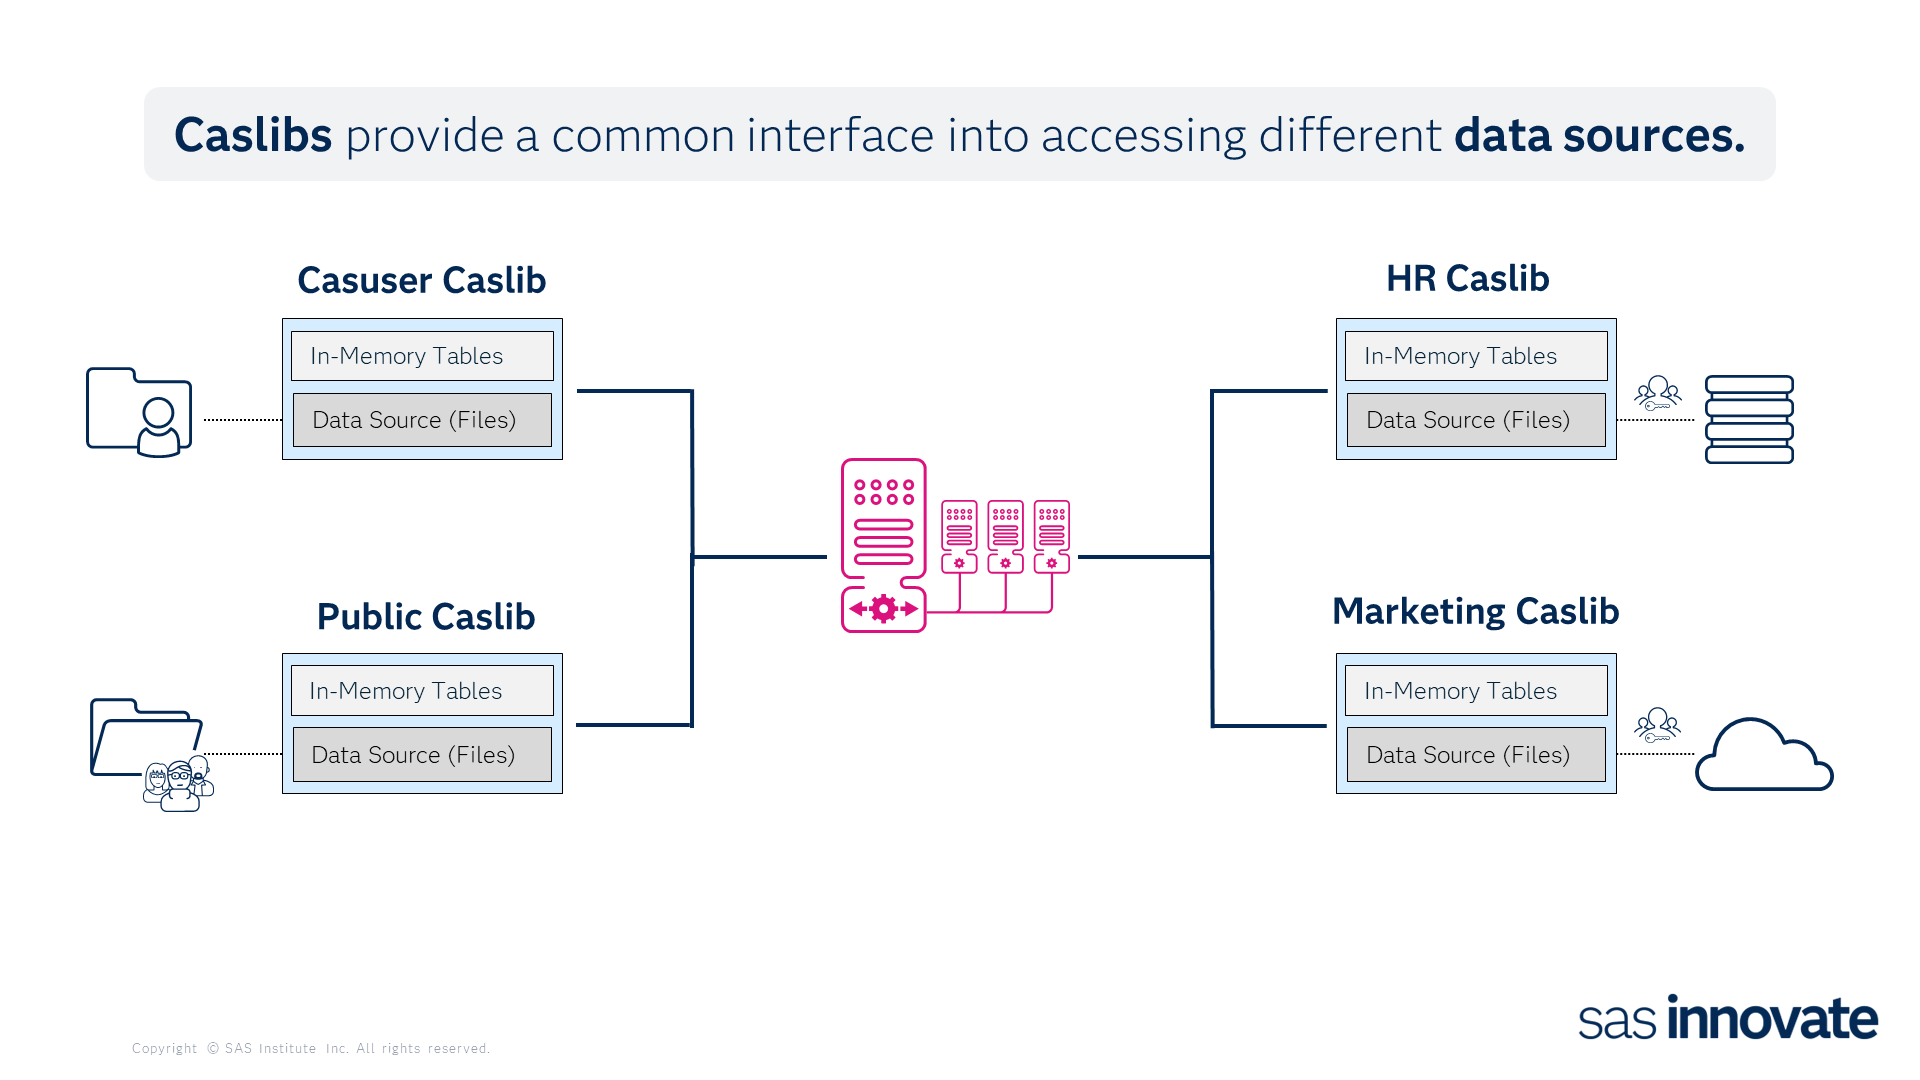 Caslibs provide a common interface into accessing different data sources.
Casuser Caslib
In-Memory Tables
Data Source (Files)
Public Caslib
In-Memory Tables
Data Source (Files)
HR Caslib
In-Memory Tables
Data Source (Files)
Marketing Caslib
In-Memory Tables
Data Source (Files)
Copyright © SAS Institute Inc. All rights reserved.
sas innovate